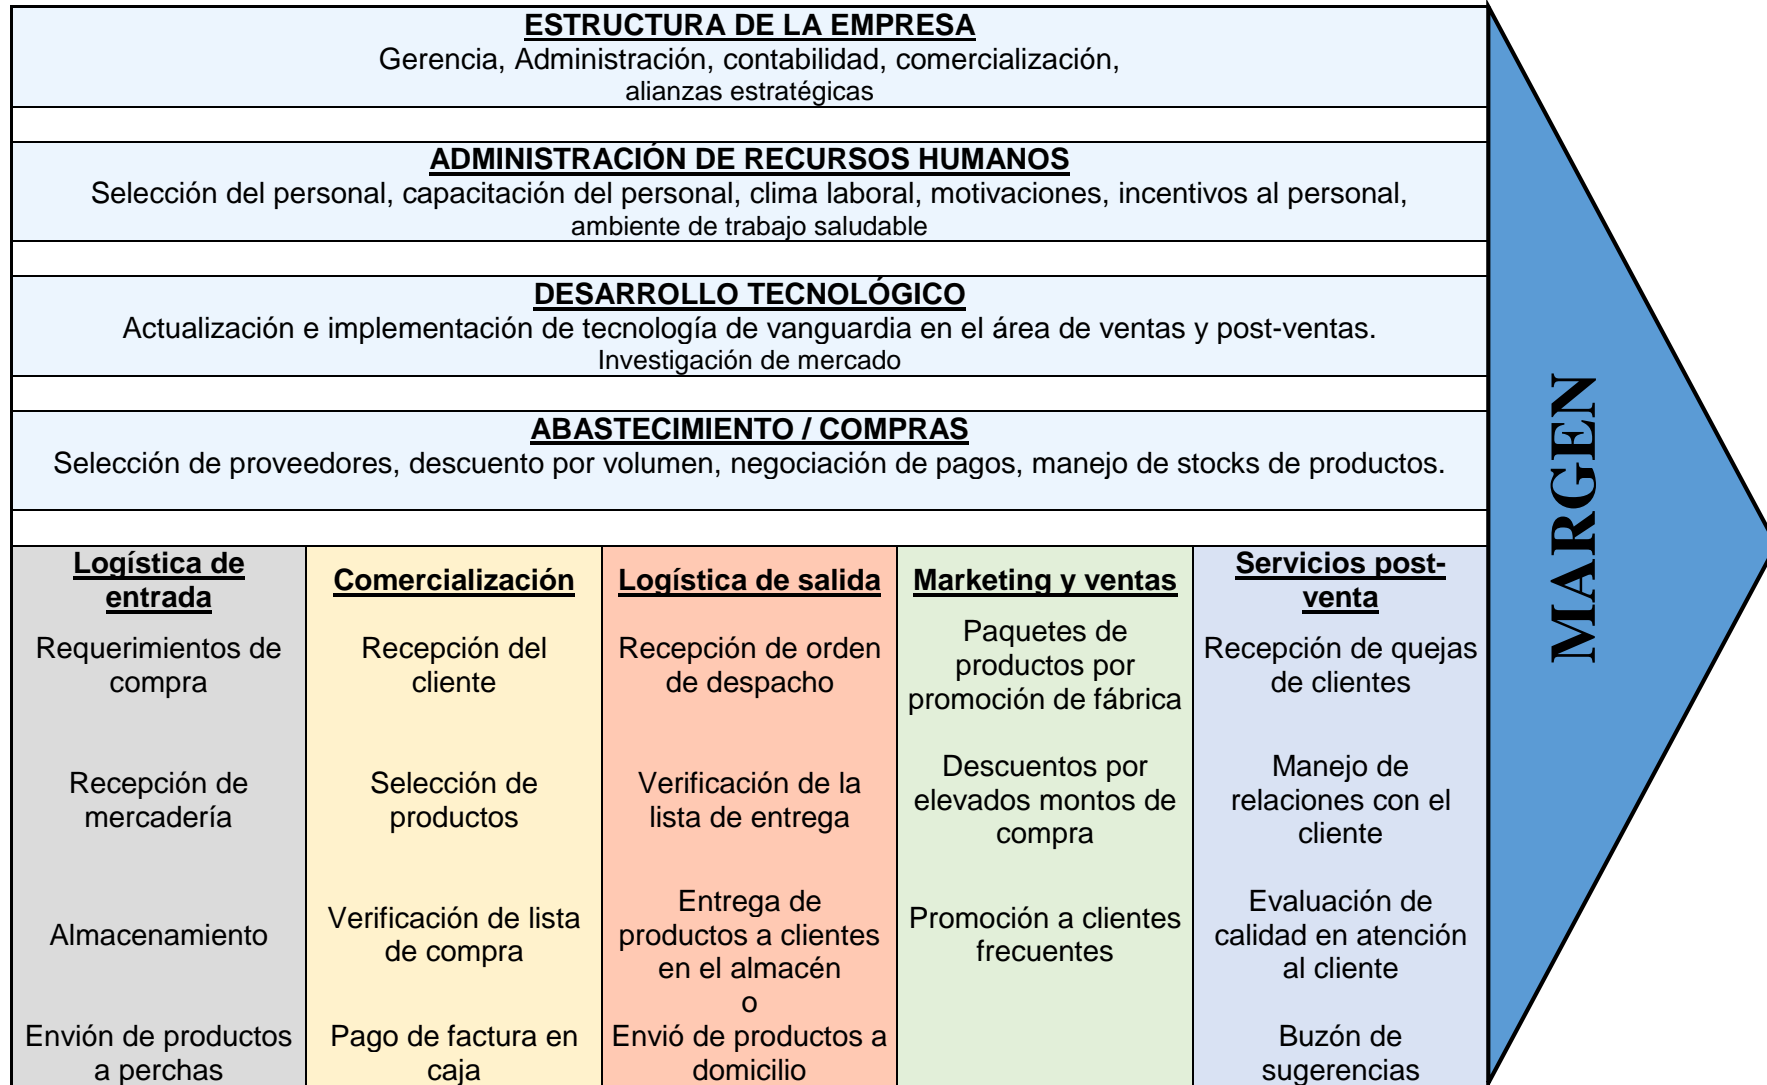 ESTRUCTURA DE LA EMPRESA
Gerencia, Administración, contabilidad, comercialización,
alianzas estratégicas
ADMINISTRACIÓN DE RECURSOS HUMANOS
Selección del personal, capacitación del personal, clima laboral, motivaciones, incentivos al personal,
ambiente de trabajo saludable
DESARROLLO TECNOLÓGICO
Actualización e implementación de tecnología de vanguardia en el área de ventas y post-ventas.
Investigación de mercado
ABASTECIMIENTO / COMPRAS
Selección de proveedores, descuento por volumen, negociación de pagos, manejo de stocks de productos.
Logística de
entrada
Requerimientos de
compra
Recepción de
mercadería
Almacenamiento
Envión de productos
a perchas
Comercialización
Recepción del
cliente
Selección de
productos
Verificación de lista
de compra
Pago de factura en
caja
Logística de salida
Recepción de orden
de despacho
Verificación de la
lista de entrega
Entrega de
productos a clientes
en el almacén
o
Envió de productos a
domicilio
Marketing y ventas
Paquetes de
productos por
promoción de fábrica
Descuentos por
elevados montos de
compra
Promoción a clientes
frecuentes
Servicios post-
venta
Recepción de quejas
de clientes
Manejo de
relaciones con el
cliente
Evaluación de
calidad en atención
al cliente
Buzón de
sugerencias
MARGEN